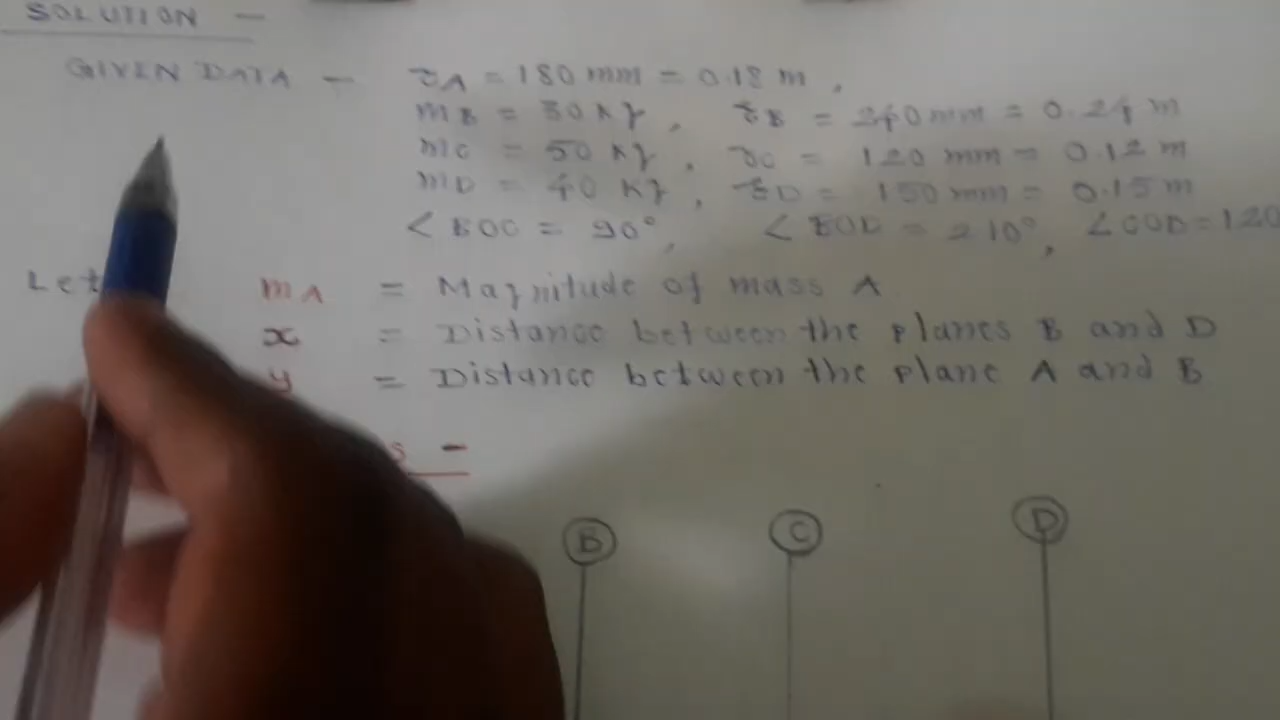 SOLUTION -
GIVEN DATA - rA = 180 mm = 0.18 m,
mB = 30 Kg, rB = 240 mm = 0.24 m
mC = 50 Kg, rC = 120 mm = 0.12 m
mD = 40 Kg, rD = 150 mm = 0.15 m
∠BOC = 90°, ∠BOD = 210°, ∠COD = 120
Let mA = Magnitude of mass A
x = Distance between the planes B and D
y = Distance between the plane A and B
B C D